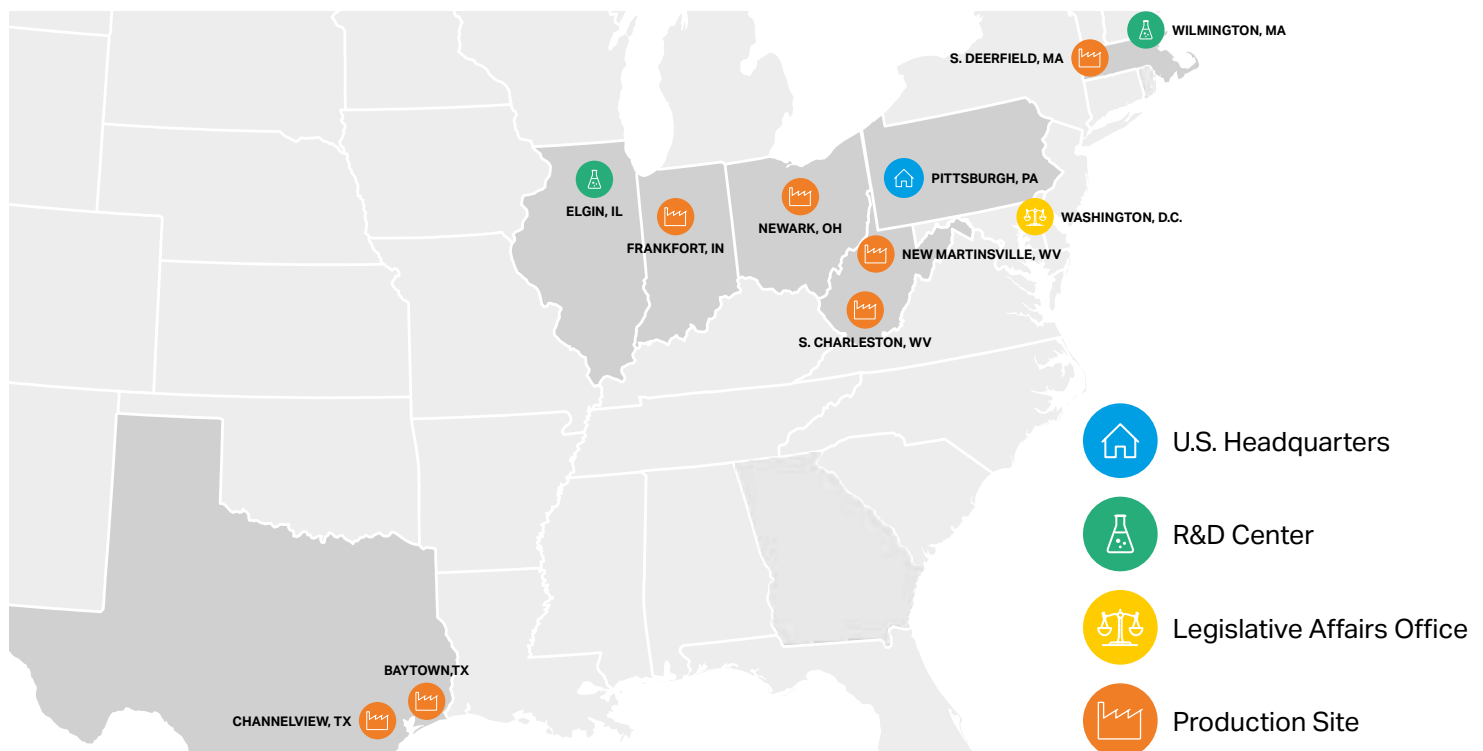 WILMINGTON, MA
S. DEERFIELD, MA
PITTSBURGH, PA
ELGIN, IL
WASHINGTON, D.C.
NEWARK, OH
FRANKFORT, IN
NEW MARTINSVILLE, WV
S. CHARLESTON, WV
U.S. Headquarters
R&D Center
Legislative Affairs Office
BAYTOWN,TX
CHANNELVIEW, TX
Production Site